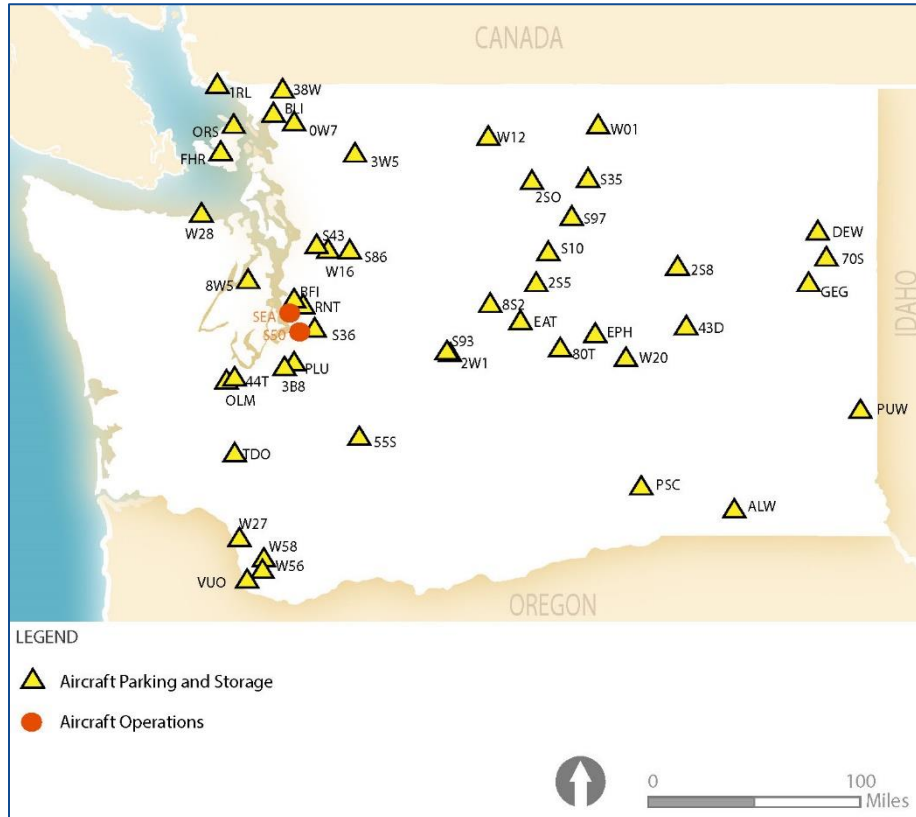 CANADA
1RL
38W
BLI
0W7
ORS
FHR
3W5
W12
W01
2SO
S35
S97
W28
S43
W16
S86
S10
DEW
70S
GEG
8W5
2S5
2S8
BFI
RNT
SEA
S50
S36
8S2
EAT
EPH
43D
IDAHO
S93
2W1
80T
W20
PLU
3B8
44T
OLM
PUW
TDO
55S
PSC
ALW
W27
W58
W56
VUO
OREGON
LEGEND
Aircraft Parking and Storage
Aircraft Operations
0 100
Miles